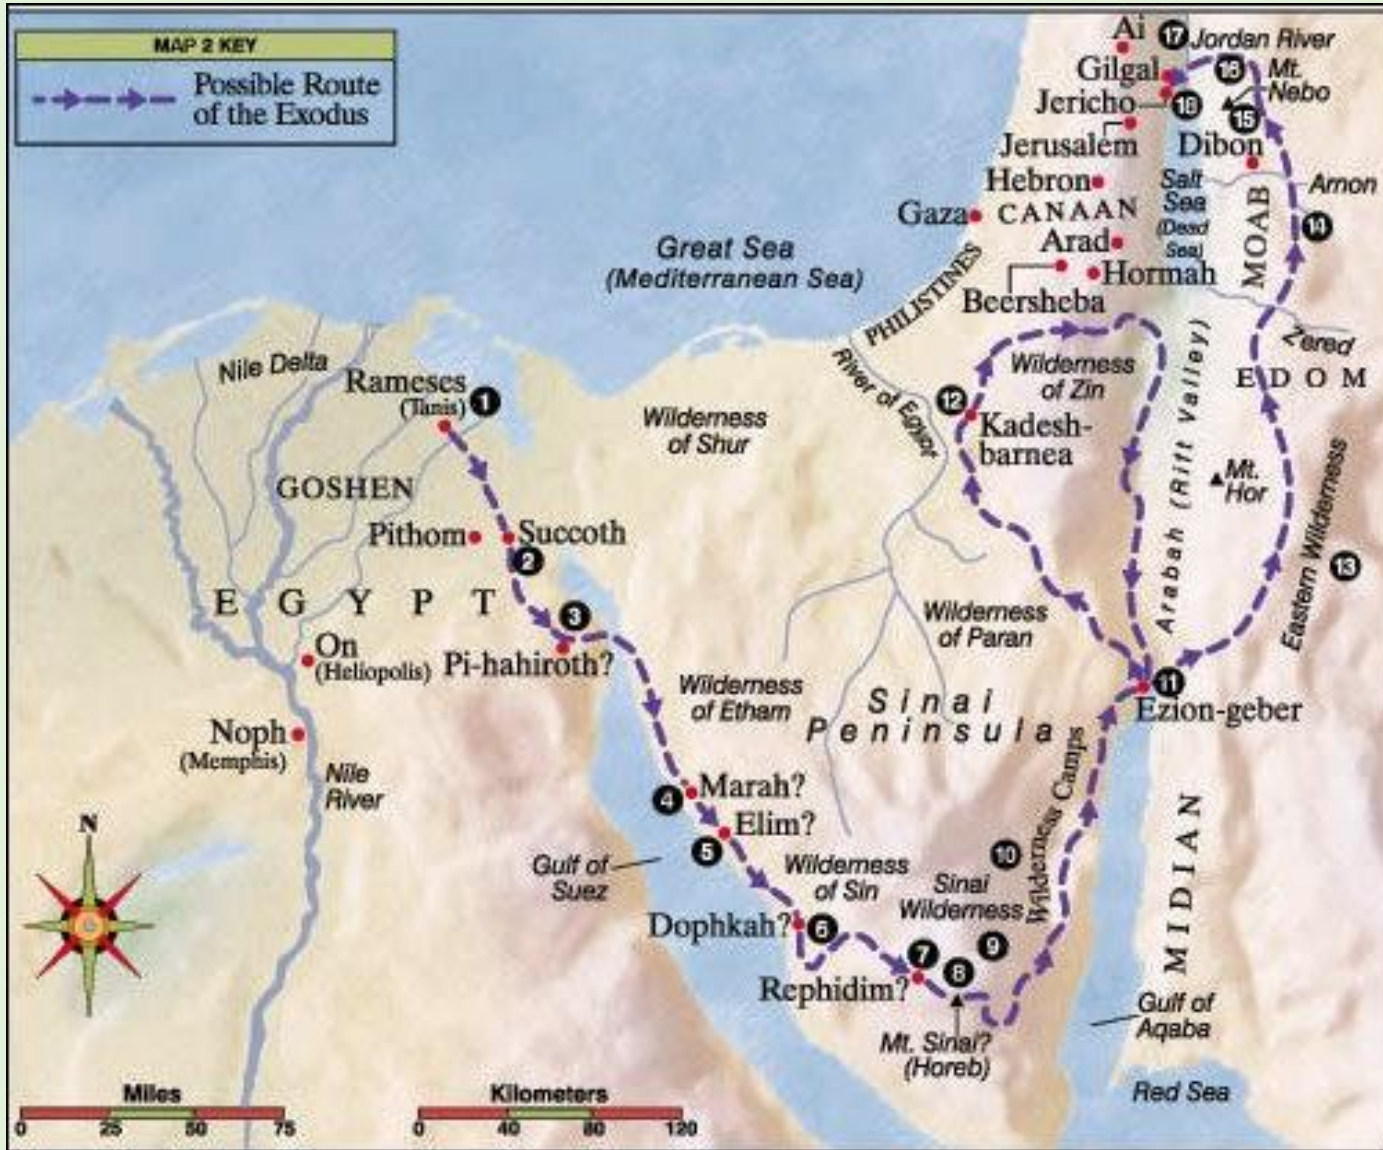 MAP 2 KEY
Possible Route
of the Exodus
Ai
17
Jordan River
Gilgal
16
Mt.
Nebo
Jericho
18
15
Jerusalem
Dibon
Hebron
Salt
Sea
(Dead
Sea)
Arnon
Gaza
CANAAN
MOAB
14
Arad
Hormah
Beersheba
PHILISTINES
Great Sea
(Mediterranean Sea)
Zered
EDOM
Nile Delta
Rameses
(Tanis)
1
Wilderness
of Shur
River of Egypt
Wilderness
of Zin
12
Kadesh-
barnea
Arabah (Rift Valley)
Mt.
Hor
GOSHEN
Pithom
Succoth
2
Eastern Wilderness
13
EGYPT
3
Pi-hahiroth?
On
(Heliopolis)
Wilderness
of Paran
Wilderness
of Etham
Sinai
Peninsula
11
Ezion-geber
Noph
(Memphis)
Nile
River
Marah?
4
Elim?
5
Wilderness Camps
MIDIAN
N
Gulf of
Suez
Wilderness
of Sin
10
Sinai
Wilderness
Dophkah?
6
7
8
9
Rephidim?
Mt. Sinai?
(Horeb)
Gulf of
Aqaba
Red Sea
Miles
0 25 50 75
Kilometers
0 40 80 120